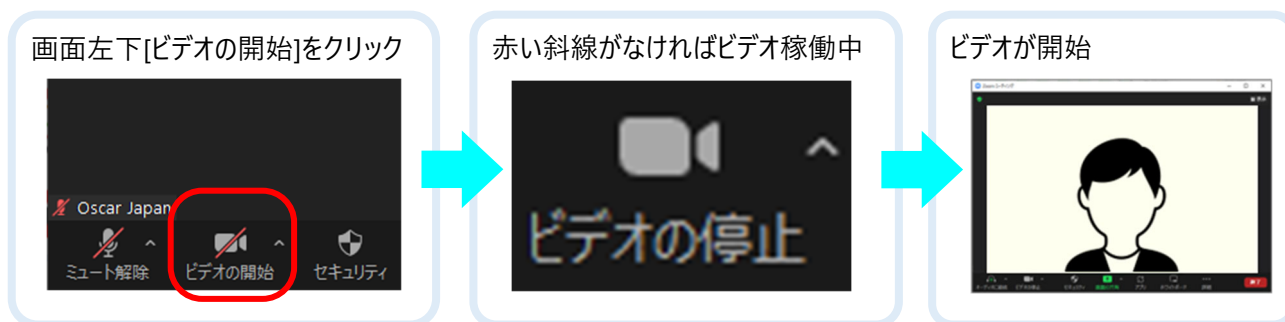 画面左下[ビデオの開始]をクリック
Oscar Japan
ミュート解除
ビデオの開始
セキュリティ
赤い斜線がなければビデオ稼働中
ビデオの停止
ビデオが開始
終了